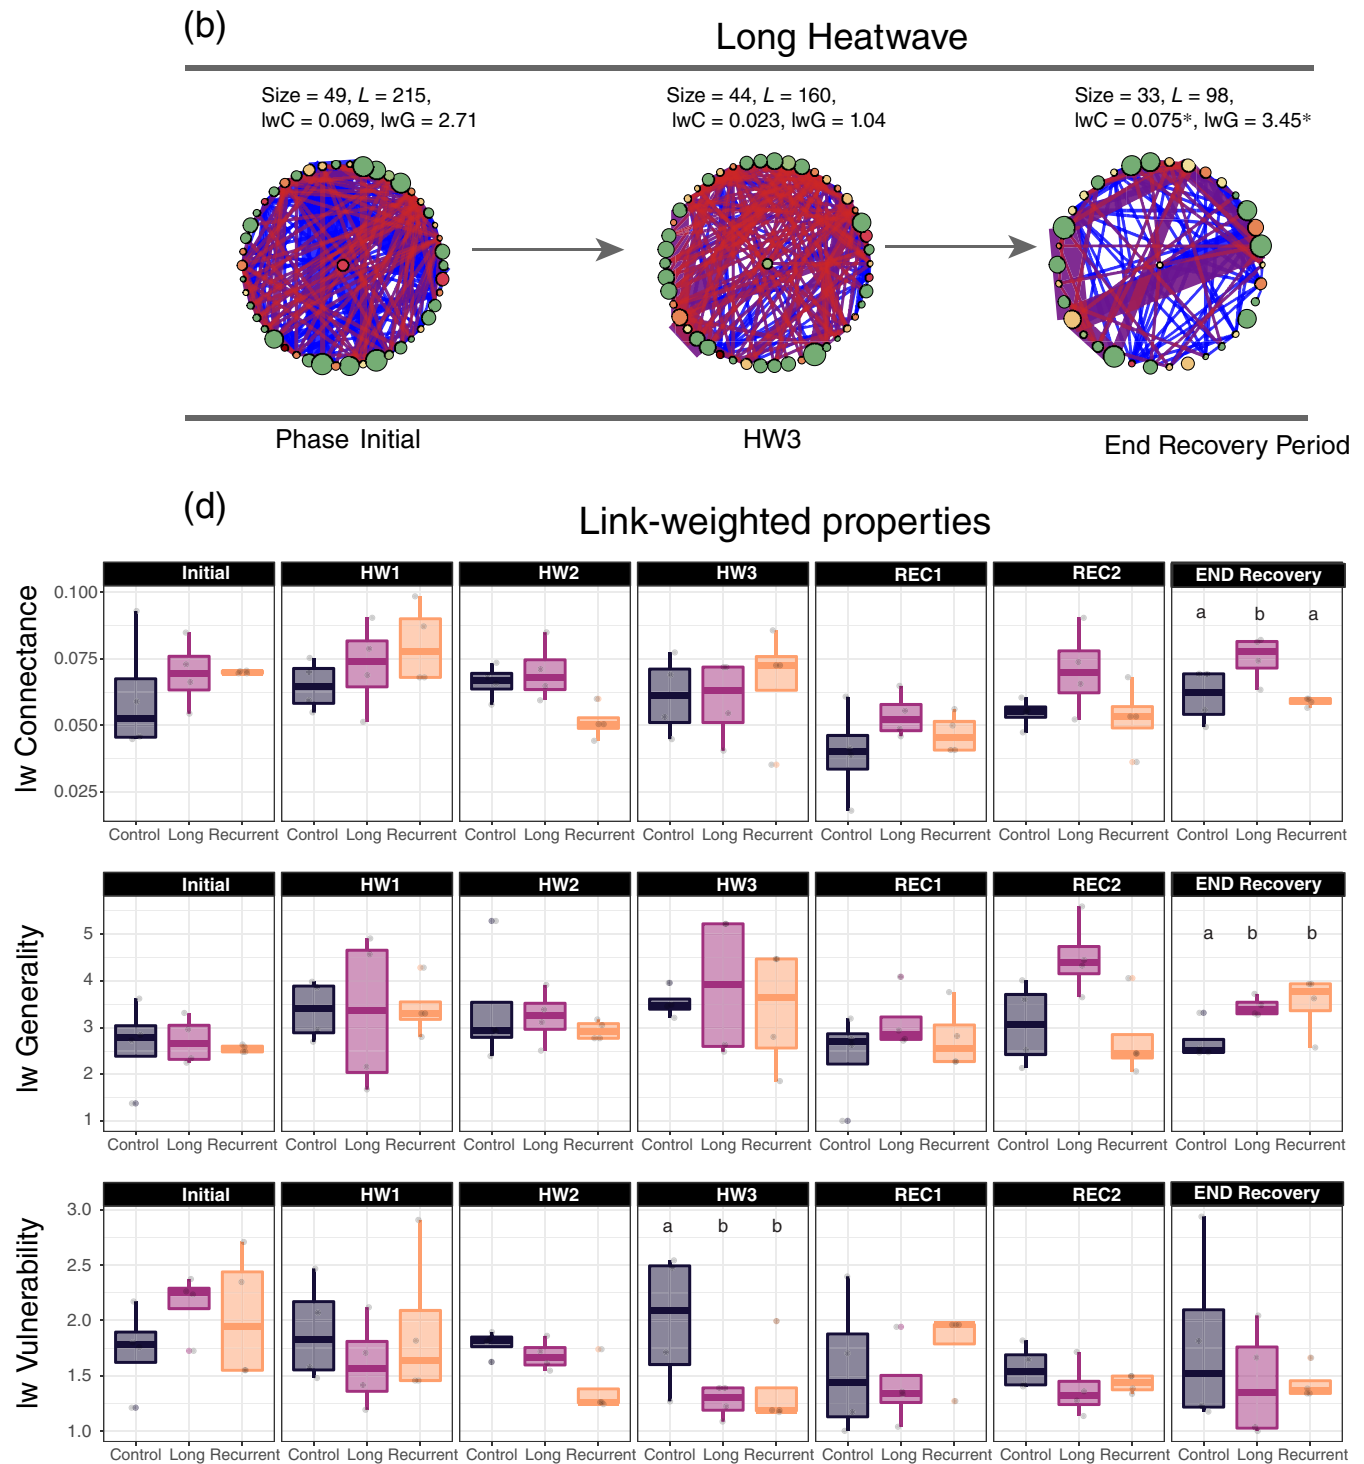 (b)
Long Heatwave
Size = 49, L = 215,
lwC = 0.069, lwG = 2.71
Size = 44, L = 160,
lwC = 0.023, lwG = 1.04
Size = 33, L = 98,
lwC = 0.075*, lwG = 3.45*
Phase Initial
HW3
End Recovery Period
(d)
Link-weighted properties
lw Connectance
Initial HW1 HW2 HW3 REC1 REC2 END Recovery
0.100
0.075
0.050
0.025
a b a
Control Long Recurrent Control Long Recurrent Control Long Recurrent Control Long Recurrent Control Long Recurrent Control Long Recurrent Control Long Recurrent
lw Generality
Initial HW1 HW2 HW3 REC1 REC2 END Recovery
5
4
3
2
1
a b b
Control Long Recurrent Control Long Recurrent Control Long Recurrent Control Long Recurrent Control Long Recurrent Control Long Recurrent Control Long Recurrent
lw Vulnerability
Initial HW1 HW2 HW3 REC1 REC2 END Recovery
3.0
2.5
2.0
1.5
1.0
a b b
Control Long Recurrent Control Long Recurrent Control Long Recurrent Control Long Recurrent Control Long Recurrent Control Long Recurrent Control Long Recurrent